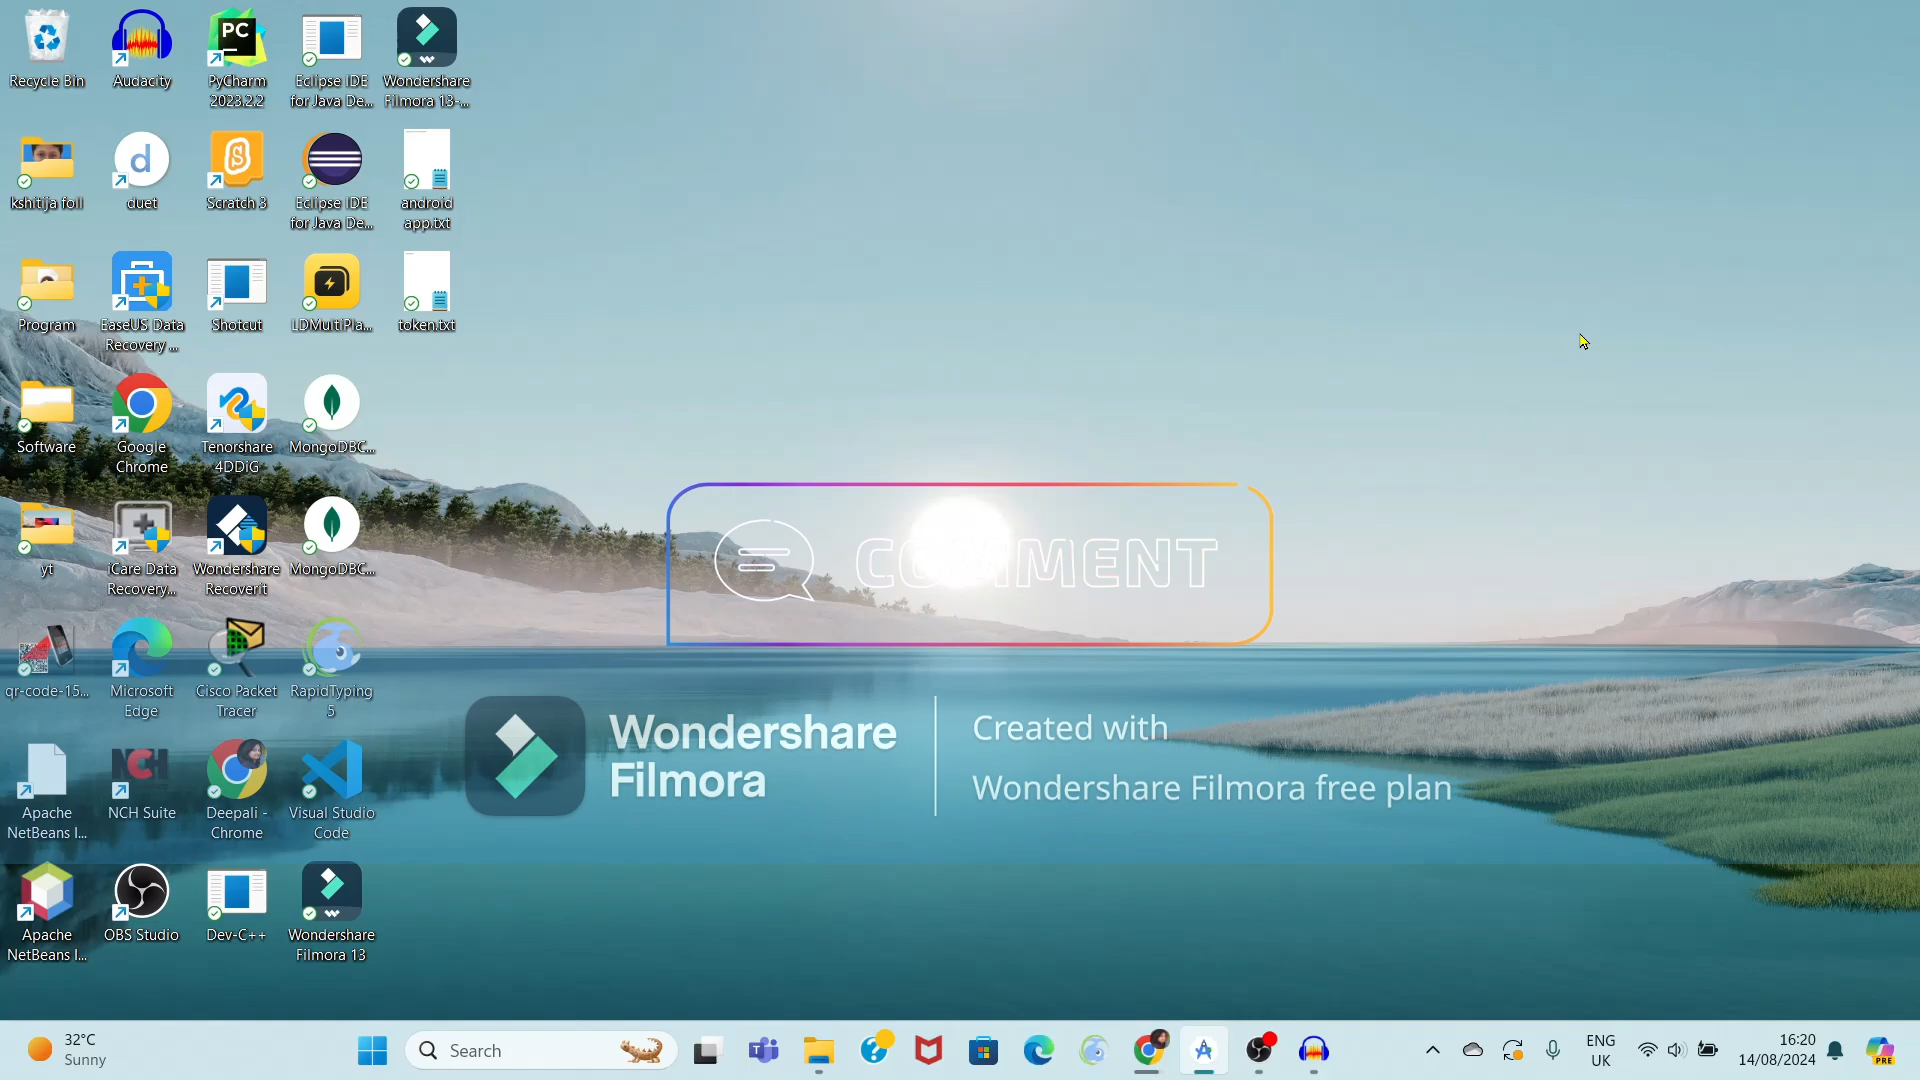 Recycle Bin
Audacity
PyCharm
2023.2.2
Eclipse IDE
for Java De...
Wondershare
Filmora 13-...
kshitija foll
duet
Scratch 3
Eclipse IDE
for Java De...
android
app.txt
Program
EaseUS Data
Recovery ...
Shotcut
LDMultiPla...
token.txt
Software
Google
Chrome
Tenorshare
4DDiG
MongoDBC...
yt
iCare Data
Recovery...
Wondershare
Recoverit
MongoDBC...
COMMENT
qr-code-15...
Microsoft
Edge
Cisco Packet
Tracer
RapidTyping
5
Wondershare
Filmora
Created with
Wondershare Filmora free plan
Apache
NetBeans I...
NCH
NCH Suite
Deepali -
Chrome
Visual Studio
Code
Apache
NetBeans I...
OBS Studio
Dev-C++
Wondershare
Filmora 13
32°C
Sunny
Search
ENG
UK
16:20
14/08/2024
PRE